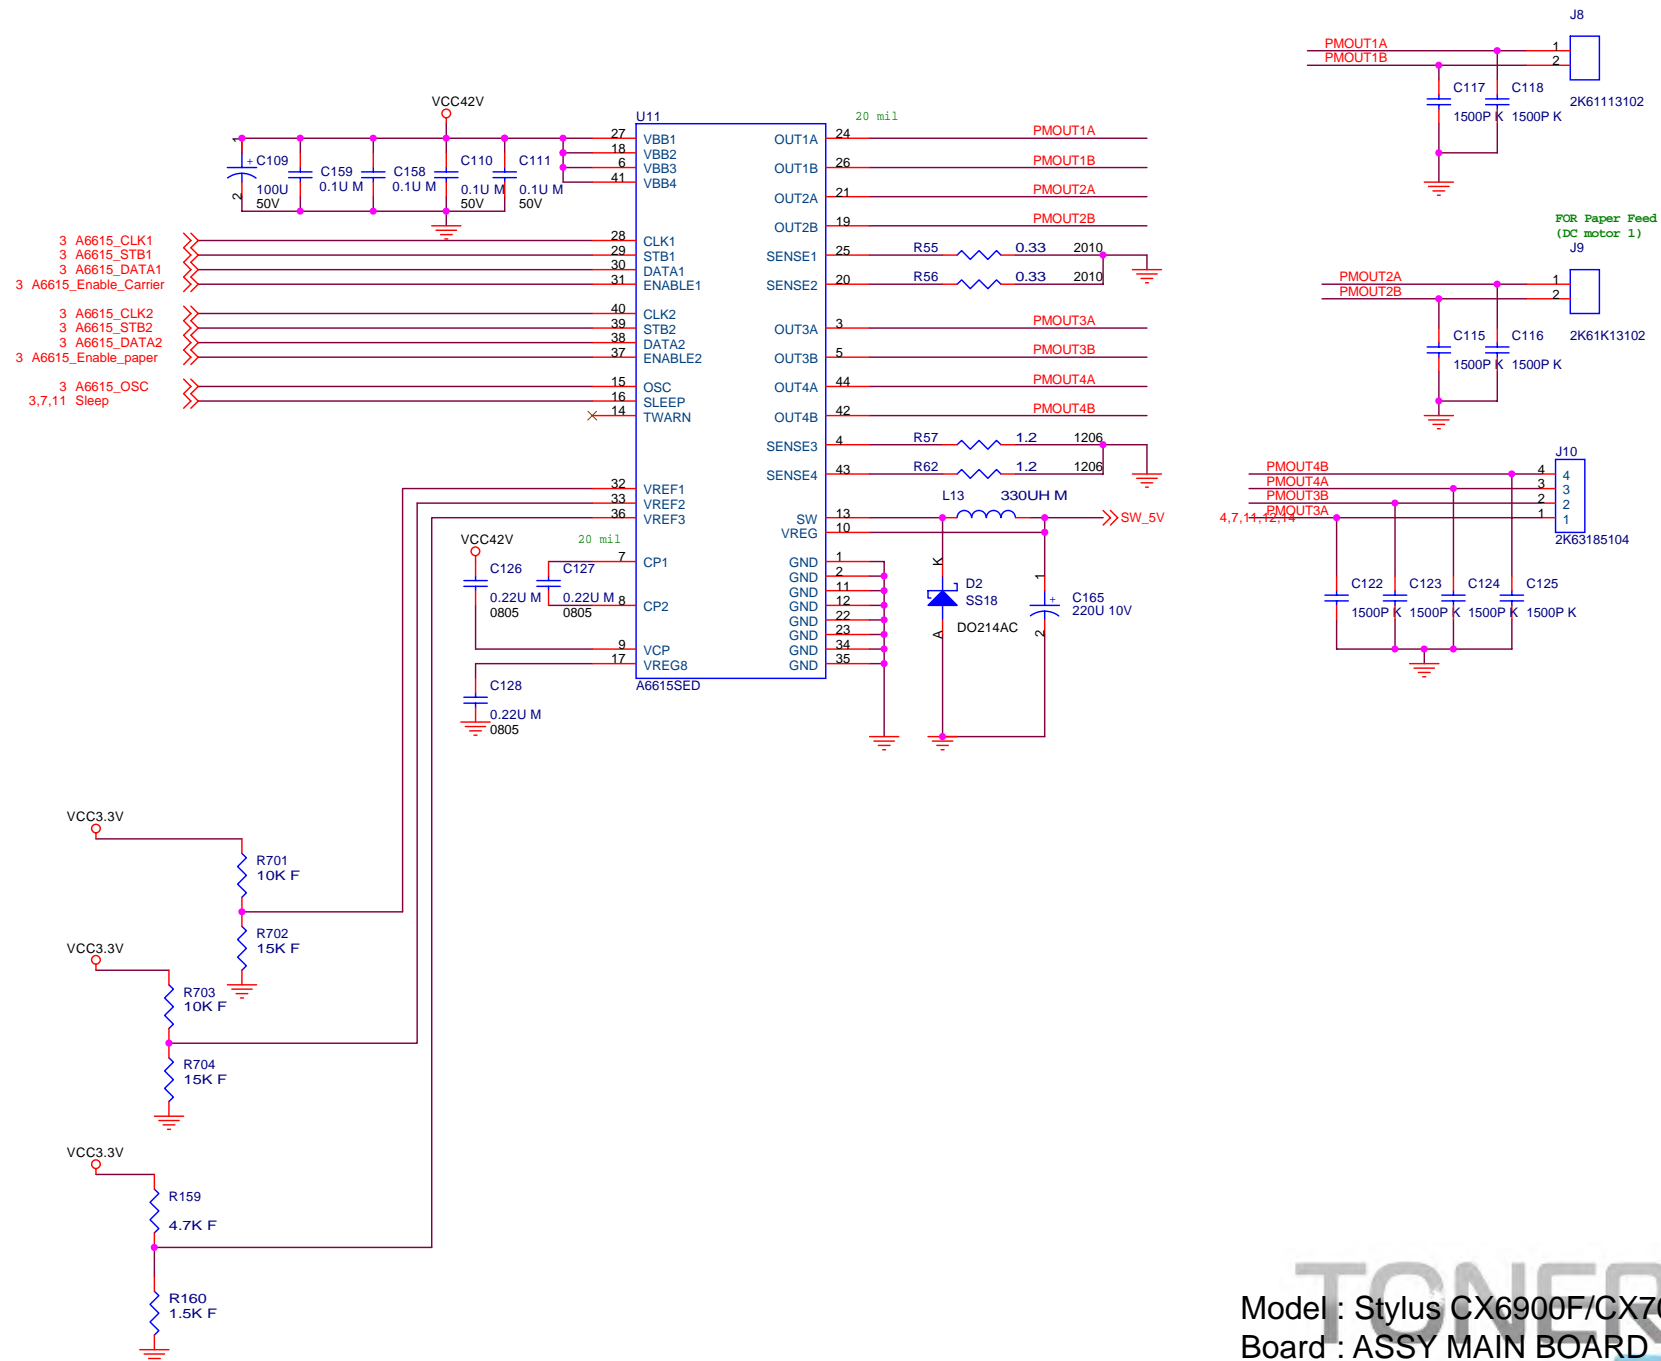 J8
PMOUT1A
PMOUT1B
1
2
C117
C118
1500P K
1500P K
2K61113102
VCC42V
U11
20 mil
1
2
+
C109
100U
50V
C159
0.1U M
C158
0.1U M
C110
0.1U M
50V
C111
0.1U M
50V
27 VBB1
18 VBB2
6 VBB3
41 VBB4
OUT1A 24 PMOUT1A
OUT1B 26 PMOUT1B
OUT2A 21 PMOUT2A
OUT2B 19 PMOUT2B
3 A6615_CLK1 28 CLK1
3 A6615_STB1 29 STB1
3 A6615_DATA1 30 DATA1
3 A6615_Enable_Carrier 31 ENABLE1
SENSE1 25 R55 0.33 2010
SENSE2 20 R56 0.33 2010
3 A6615_CLK2 40 CLK2
3 A6615_STB2 39 STB2
3 A6615_DATA2 38 DATA2
3 A6615_Enable_paper 37 ENABLE2
OUT3A 3 PMOUT3A
OUT3B 5 PMOUT3B
OUT4A 44 PMOUT4A
OUT4B 42 PMOUT4B
3 A6615_OSC 15 OSC
3,7,11 Sleep 16 SLEEP
14 TWARN
SENSE3 4 R57 1.2 1206
SENSE4 43 R62 1.2 1206
32 VREF1
33 VREF2
36 VREF3
L13 330UH M
SW 13 SW_5V
VREG 10
VCC42V
20 mil
C126
0.22U M
0805
C127
0.22U M
0805
7 CP1
8 CP2
9 VCP
17 VREG8
C128
0.22U M
0805
GND 1
GND 2
GND 11
GND 12
GND 22
GND 23
GND 34
GND 35
A6615SED
K
D2
SS18
A
DO214AC
1
+
C165
220U 10V
2
FOR Paper Feed
(DC motor 1)
J9
PMOUT2A
PMOUT2B
1
2
C115
C116
1500P K
1500P K
2K61K13102
J10
PMOUT4B 4 4
PMOUT4A 3 3
PMOUT3B 2 2
PMOUT3A 1 1
4,7,11,12,14
2K63185104
C122
1500P K
C123
1500P K
C124
1500P K
C125
1500P K
VCC3.3V
R701
10K F
R702
15K F
VCC3.3V
R703
10K F
R704
15K F
VCC3.3V
R159
4.7K F
R160
1.5K F
TONER
Model : Stylus CX6900F/CX70
Board : ASSY MAIN BOARD